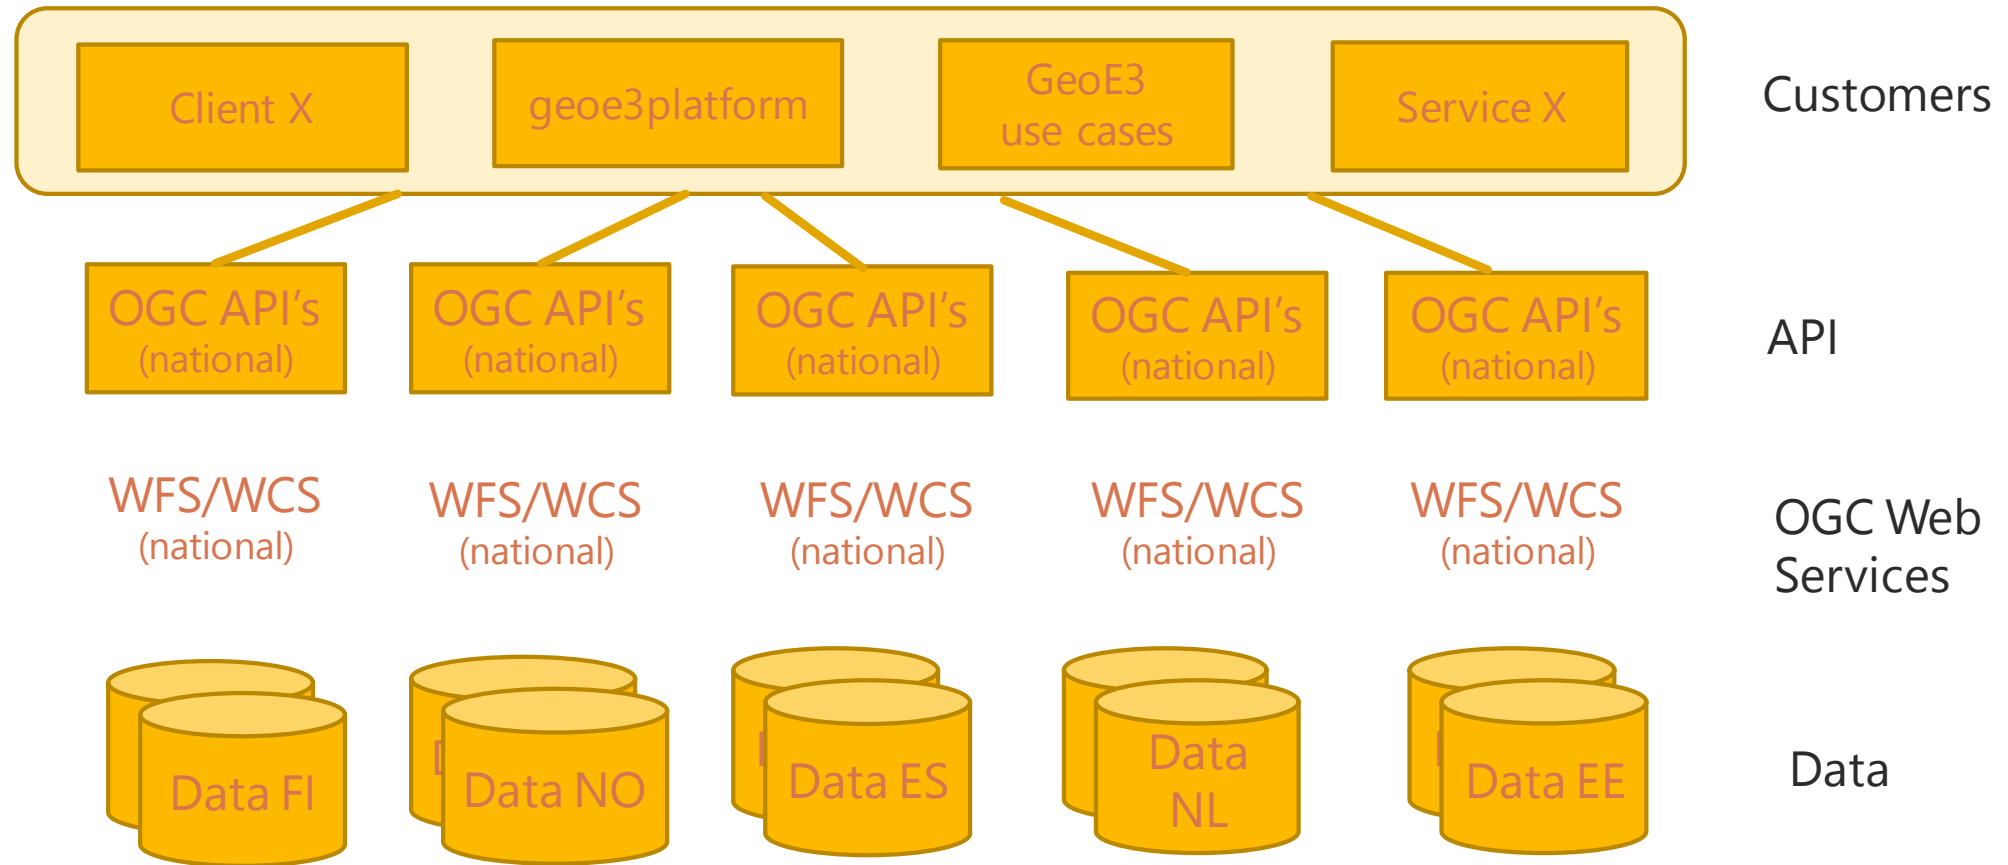 Client X
geoe3platform
GeoE3
use cases
Service X
Customers
OGC API's
(national)
OGC API's
(national)
OGC API's
(national)
OGC API's
(national)
OGC API's
(national)
API
WFS/WCS
(national)
WFS/WCS
(national)
WFS/WCS
(national)
WFS/WCS
(national)
WFS/WCS
(national)
OGC Web
Services
Data FI
Data NO
Data ES
Data
NL
Data EE
Data